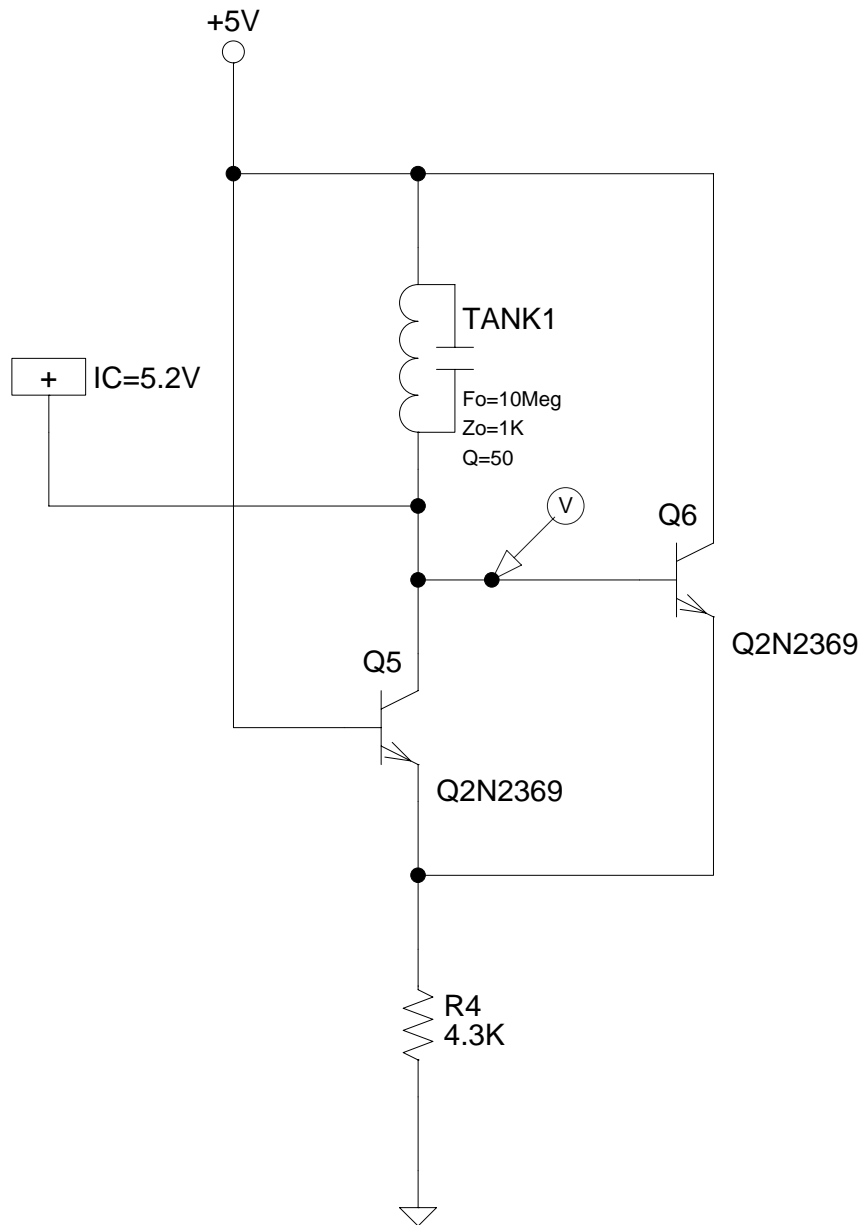 +5V
TANK1
+ IC=5.2V
Fo=10Meg
Zo=1K
Q=50
V
Q6
Q2N2369
Q5
Q2N2369
R4
4.3K